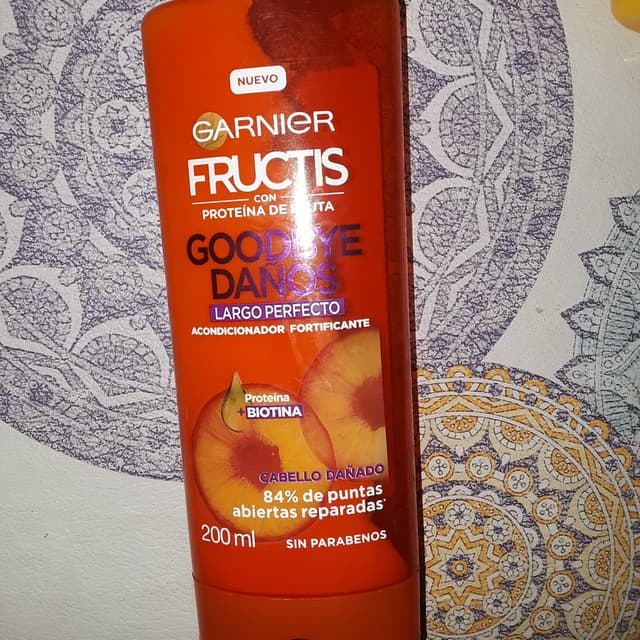 NUEVO
GARNIER
FRUCTIS
CON
PROTEÍNA DE FRUTA
GOODBYE
DAÑOS
LARGO PERFECTO
ACONDICIONADOR FORTIFICANTE
Proteína
+ BIOTINA
CABELLO DAÑADO
84% de puntas
abiertas reparadas*
200 ml
SIN PARABENOS